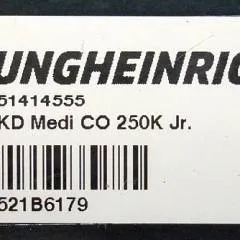 UNGHEINRIC
51414555
KD Medi CO 250K Jr.
521B6179